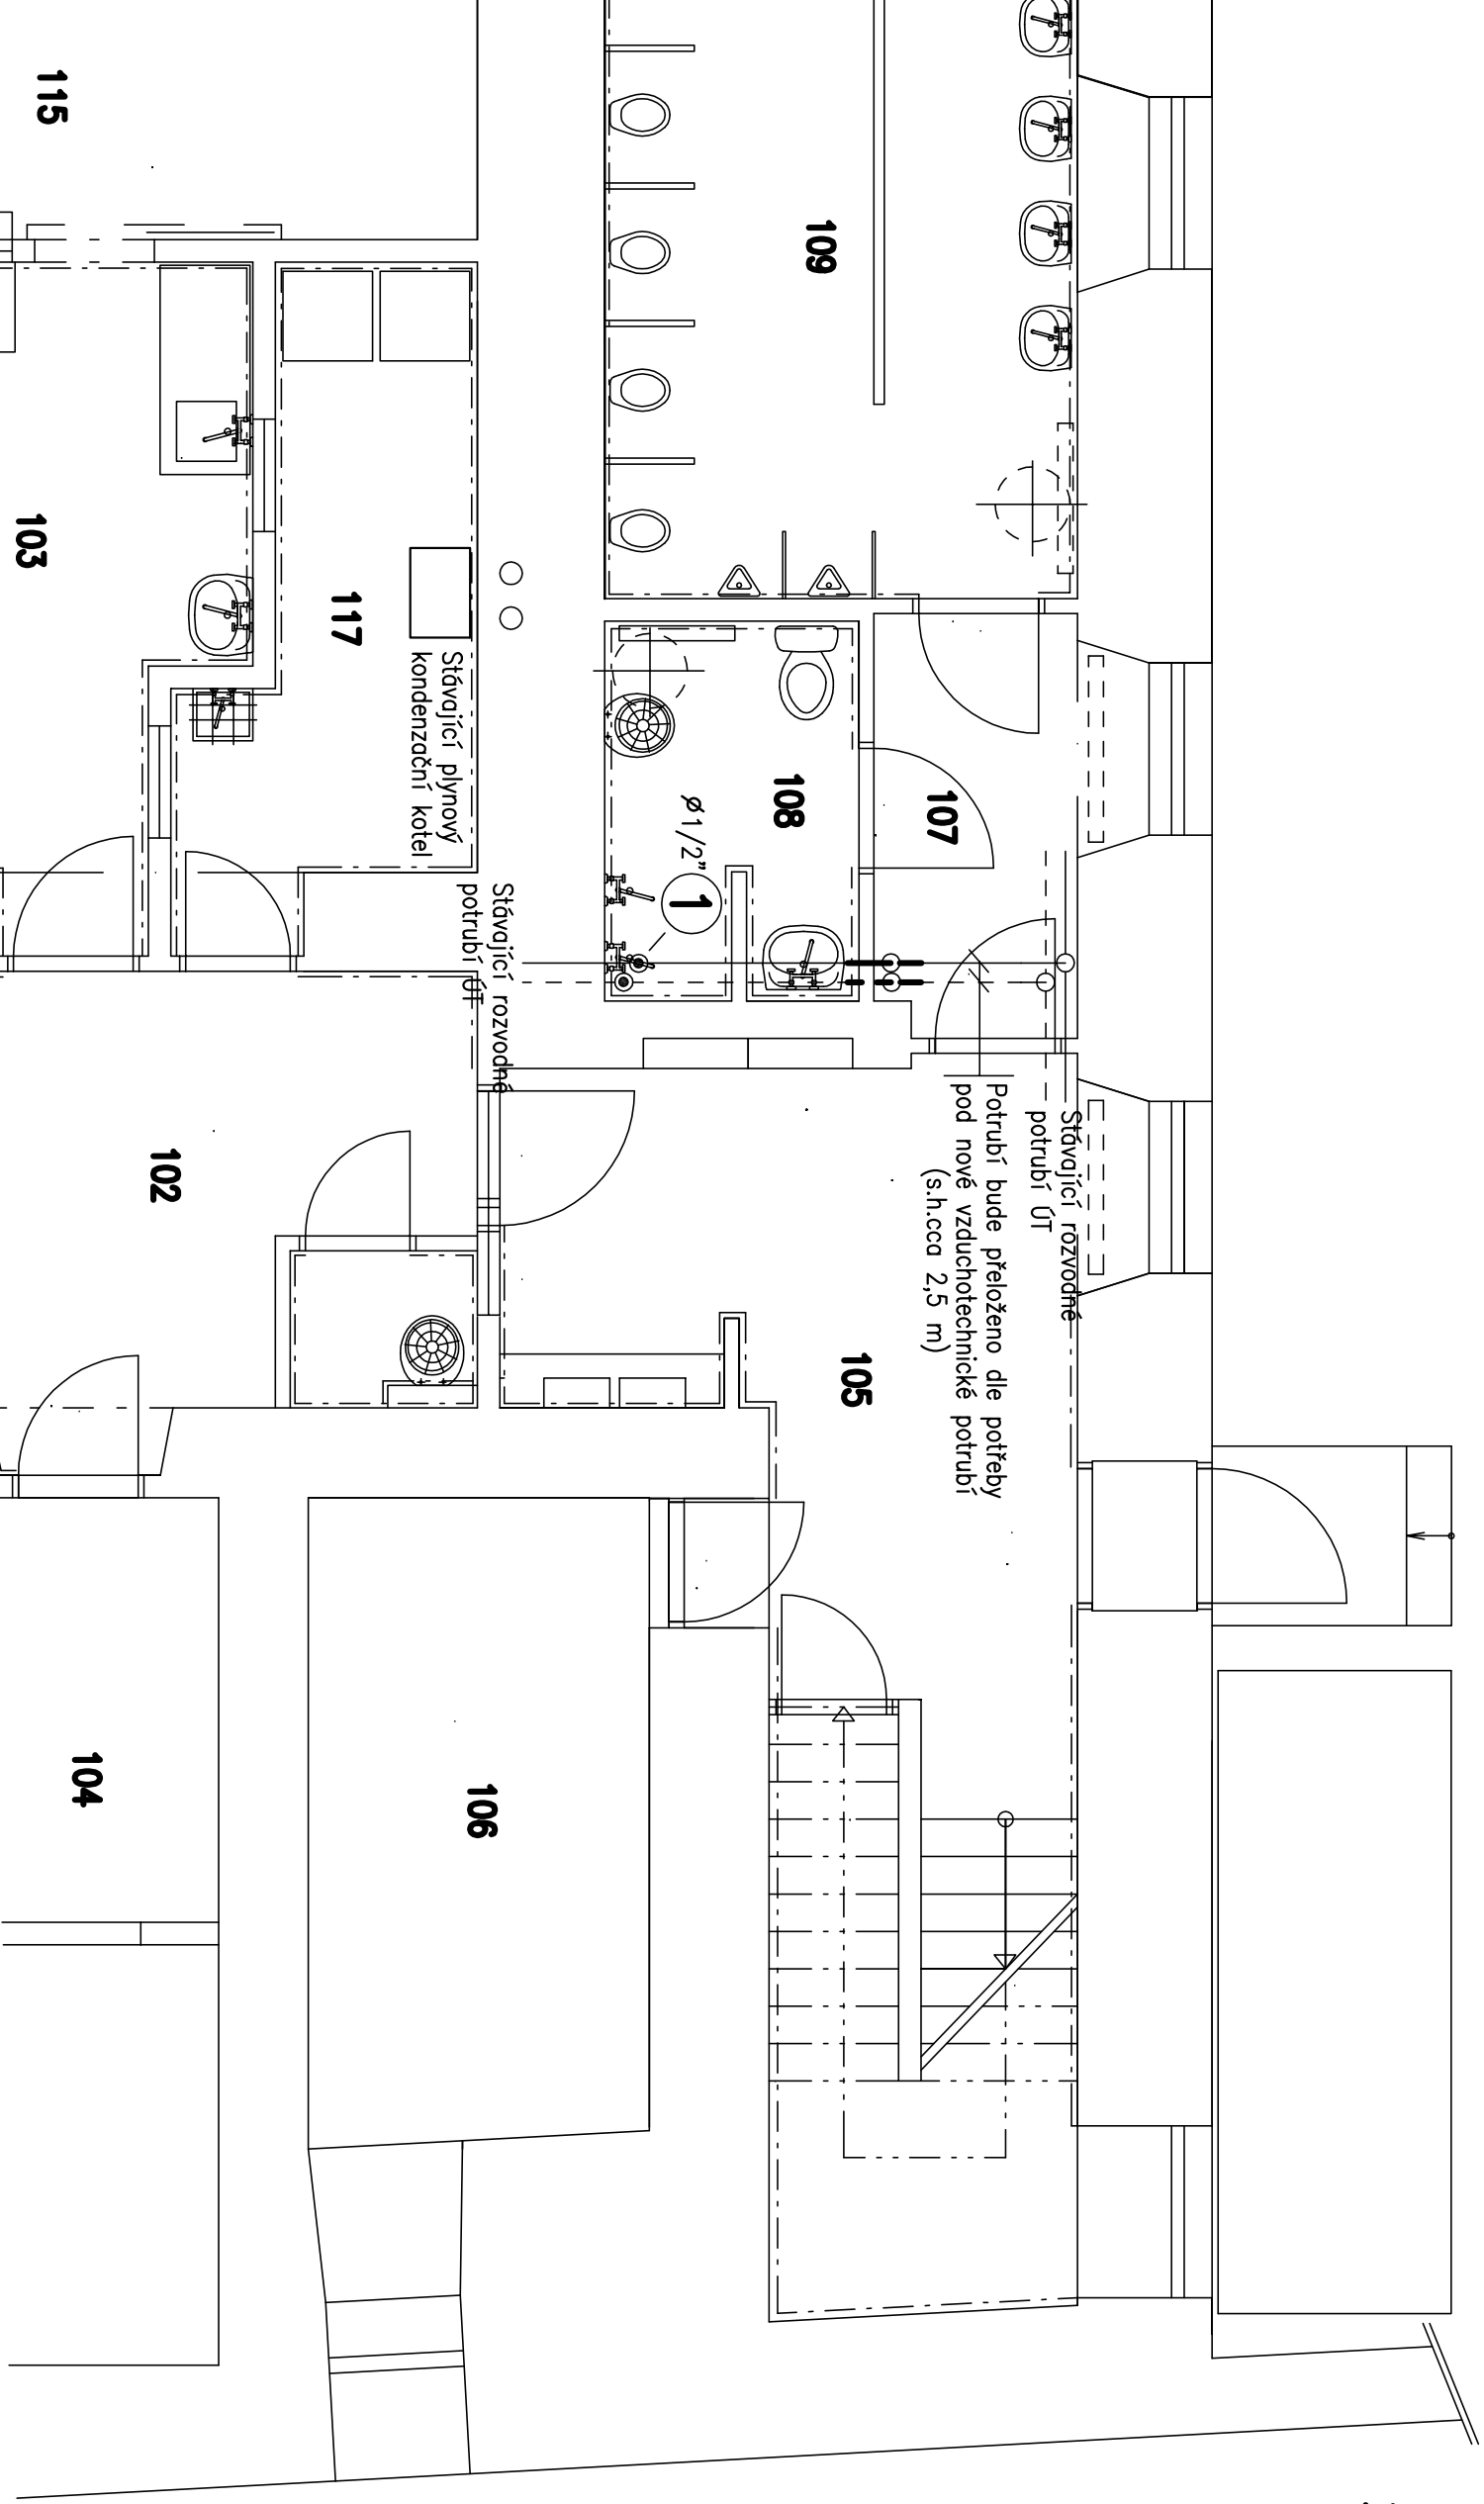 115
109
103
117
Stávající plynový
kondenzační kotel
108
107
ø1/2"
1
Stávající rozvodné
potrubí ÚT
Stávající rozvodné
potrubí ÚT
Potrubí bude přeloženo dle potřeby
pod nové vzduchotechnické potrubí
(s.h.cca 2,5 m)
102
105
104
106